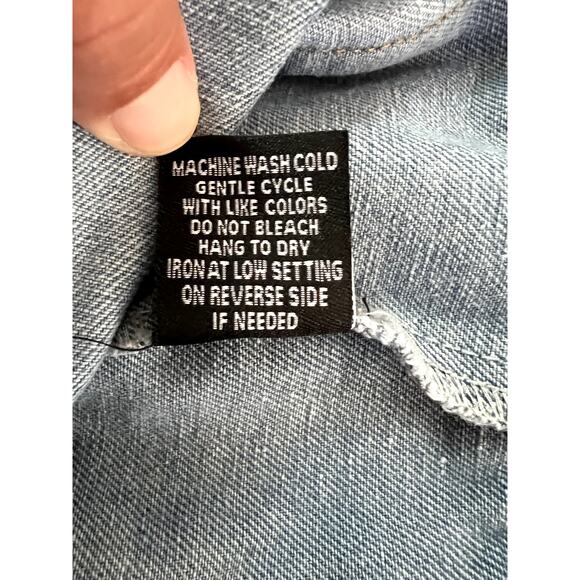 MACHINE WASH COLD
GENTLE CYCLE
WITH LIKE COLORS
DO NOT BLEACH
HANG TO DRY
IRON AT LOW SETTING
ON REVERSE SIDE
IF NEEDED